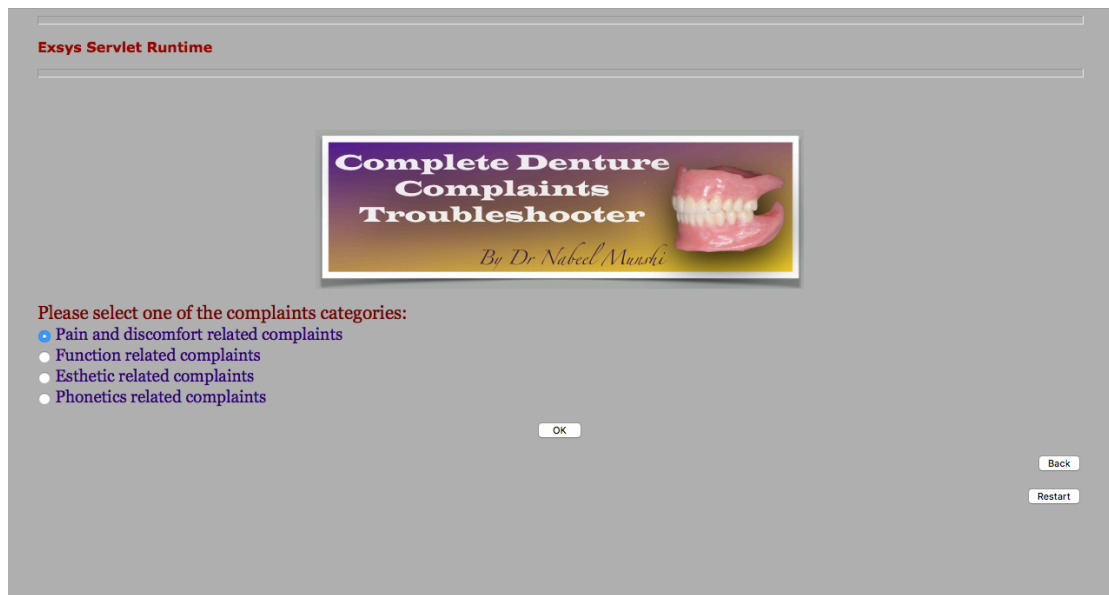 Exsys Servlet Runtime
Complete Denture
Complaints
Troubleshooter
By Dr Nabeel Munshi
Please select one of the complaints categories:
Pain and discomfort related complaints
Function related complaints
Esthetic related complaints
Phonetics related complaints
OK
Back
Restart